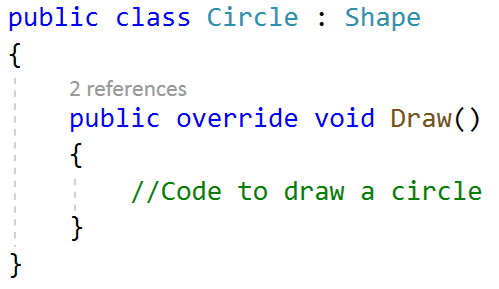 public class Circle : Shape
{
2 references
public override void Draw()
{
//Code to draw a circle
}
}